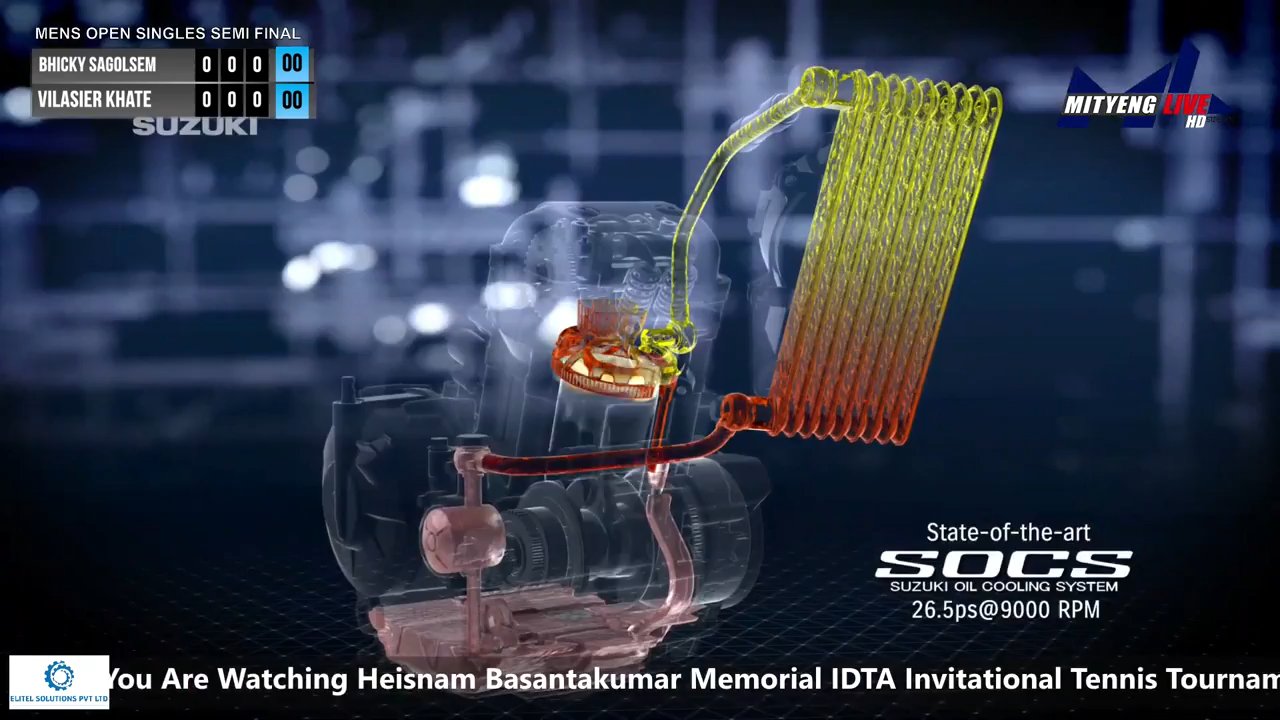 MENS OPEN SINGLES SEMI FINAL
BHICKY SAGOLSEM 0 0 0 00
VILASIER KHATE 0 0 0 00
SUZUKI
MITYENG LIVE
HD
State-of-the-art
SOCS
SUZUKI OIL COOLING SYSTEM
26.5ps@9000 RPM
ELITEL SOLUTIONS PVT LTD
You Are Watching Heisnam Basantakumar Memorial IDTA Invitational Tennis Tournam